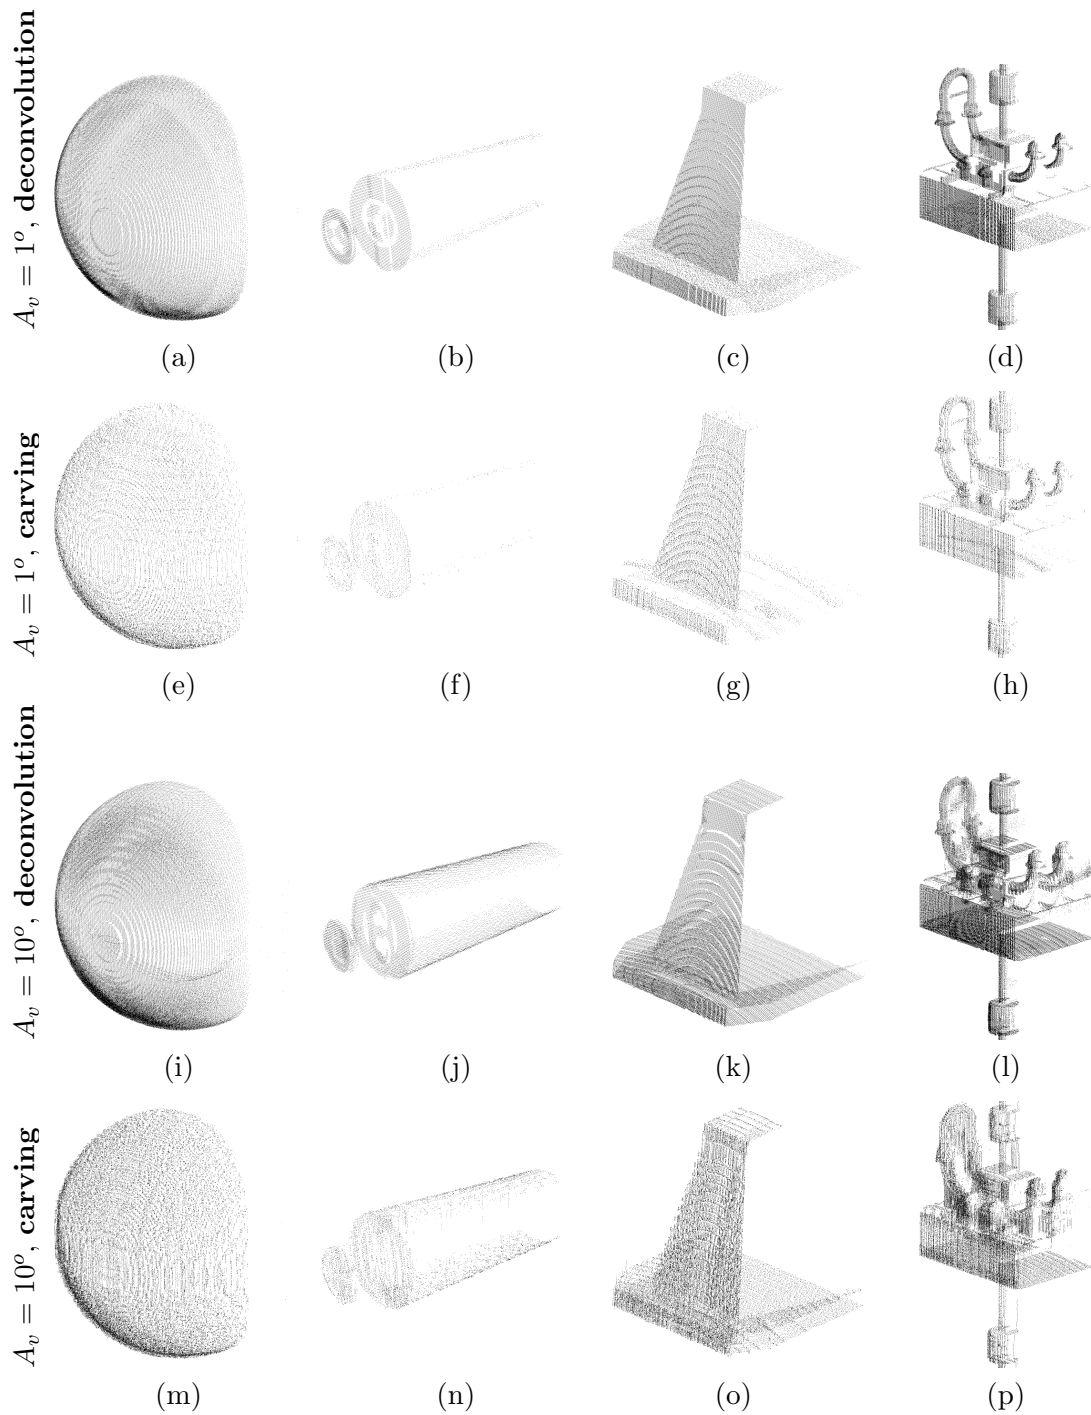 A_v = 1^o, deconvolution
(a) (b) (c) (d)
A_v = 1^o, carving
(e) (f) (g) (h)
A_v = 10^o, deconvolution
(i) (j) (k) (l)
A_v = 10^o, carving
(m) (n) (o) (p)